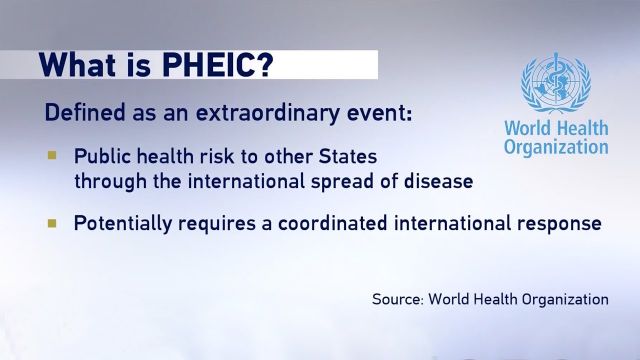 What is PHEIC?
Defined as an extraordinary event:
Public health risk to other States
through the international spread of disease
Potentially requires a coordinated international response
World Health
Organization
Source: World Health Organization